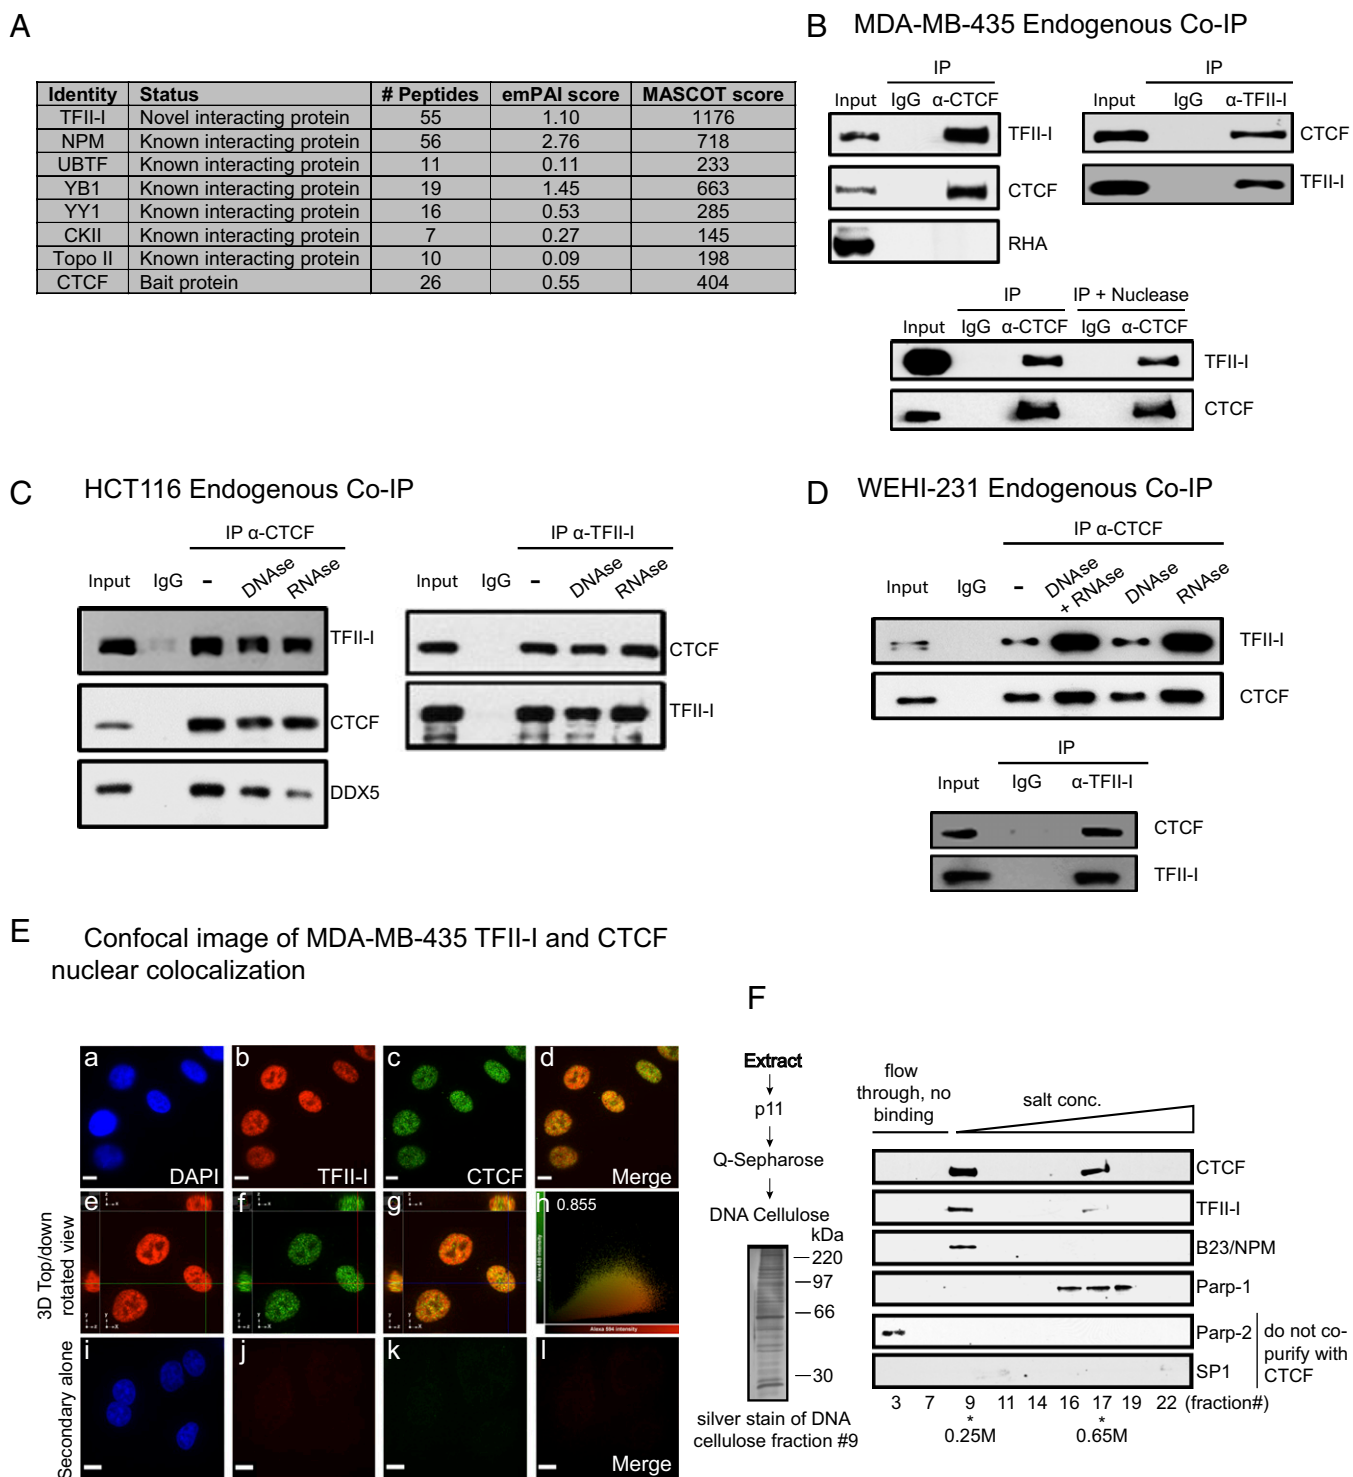 A
Identity Status # Peptides emPAI score MASCOT score
TFII-I Novel interacting protein 55 1.10 1176
NPM Known interacting protein 56 2.76 718
UBTF Known interacting protein 11 0.11 233
YB1 Known interacting protein 19 1.45 663
YY1 Known interacting protein 16 0.53 285
CKII Known interacting protein 7 0.27 145
Topo II Known interacting protein 10 0.09 198
CTCF Bait protein 26 0.55 404
B MDA-MB-435 Endogenous Co-IP
IP
Input IgG α-CTCF
TFII-I
CTCF
RHA
IP
Input IgG α-TFII-I
CTCF
TFII-I
IP IP + Nuclease
Input IgG α-CTCF IgG α-CTCF
TFII-I
CTCF
C HCT116 Endogenous Co-IP
IP α-CTCF
Input IgG - DNAse RNAse
TFII-I
CTCF
DDX5
IP α-TFII-I
Input IgG - DNAse RNAse
CTCF
TFII-I
D WEHI-231 Endogenous Co-IP
IP α-CTCF
Input IgG - DNAse + RNAse DNAse RNAse
TFII-I
CTCF
IP
Input IgG α-TFII-I
CTCF
TFII-I
E Confocal image of MDA-MB-435 TFII-I and CTCF
nuclear colocalization
a b c d
DAPI TFII-I CTCF Merge
3D Top/down
rotated view
e f g h 0.855
Alexa 594 intensity
Secondary alone
i j k l
Merge
F
Extract
p11
Q-Sepharose
DNA Cellulose
kDa
220
97
66
30
silver stain of DNA
cellulose fraction #9
flow
through, no
binding
salt conc.
CTCF
TFII-I
B23/NPM
Parp-1
Parp-2
SP1
do not co-
purify with
CTCF
3 7 9 11 14 16 17 19 22 (fraction#)
* *
0.25M 0.65M